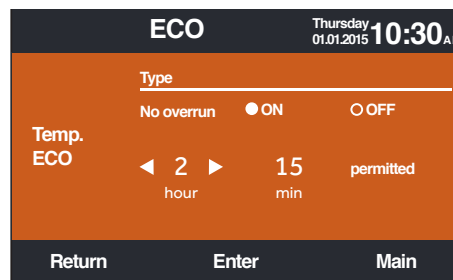 ECO
Thursday
01.01.2015 10:30 A
Type
No overrun ON OFF
Temp.
ECO
2 15 permitted
hour min
Return Enter Main